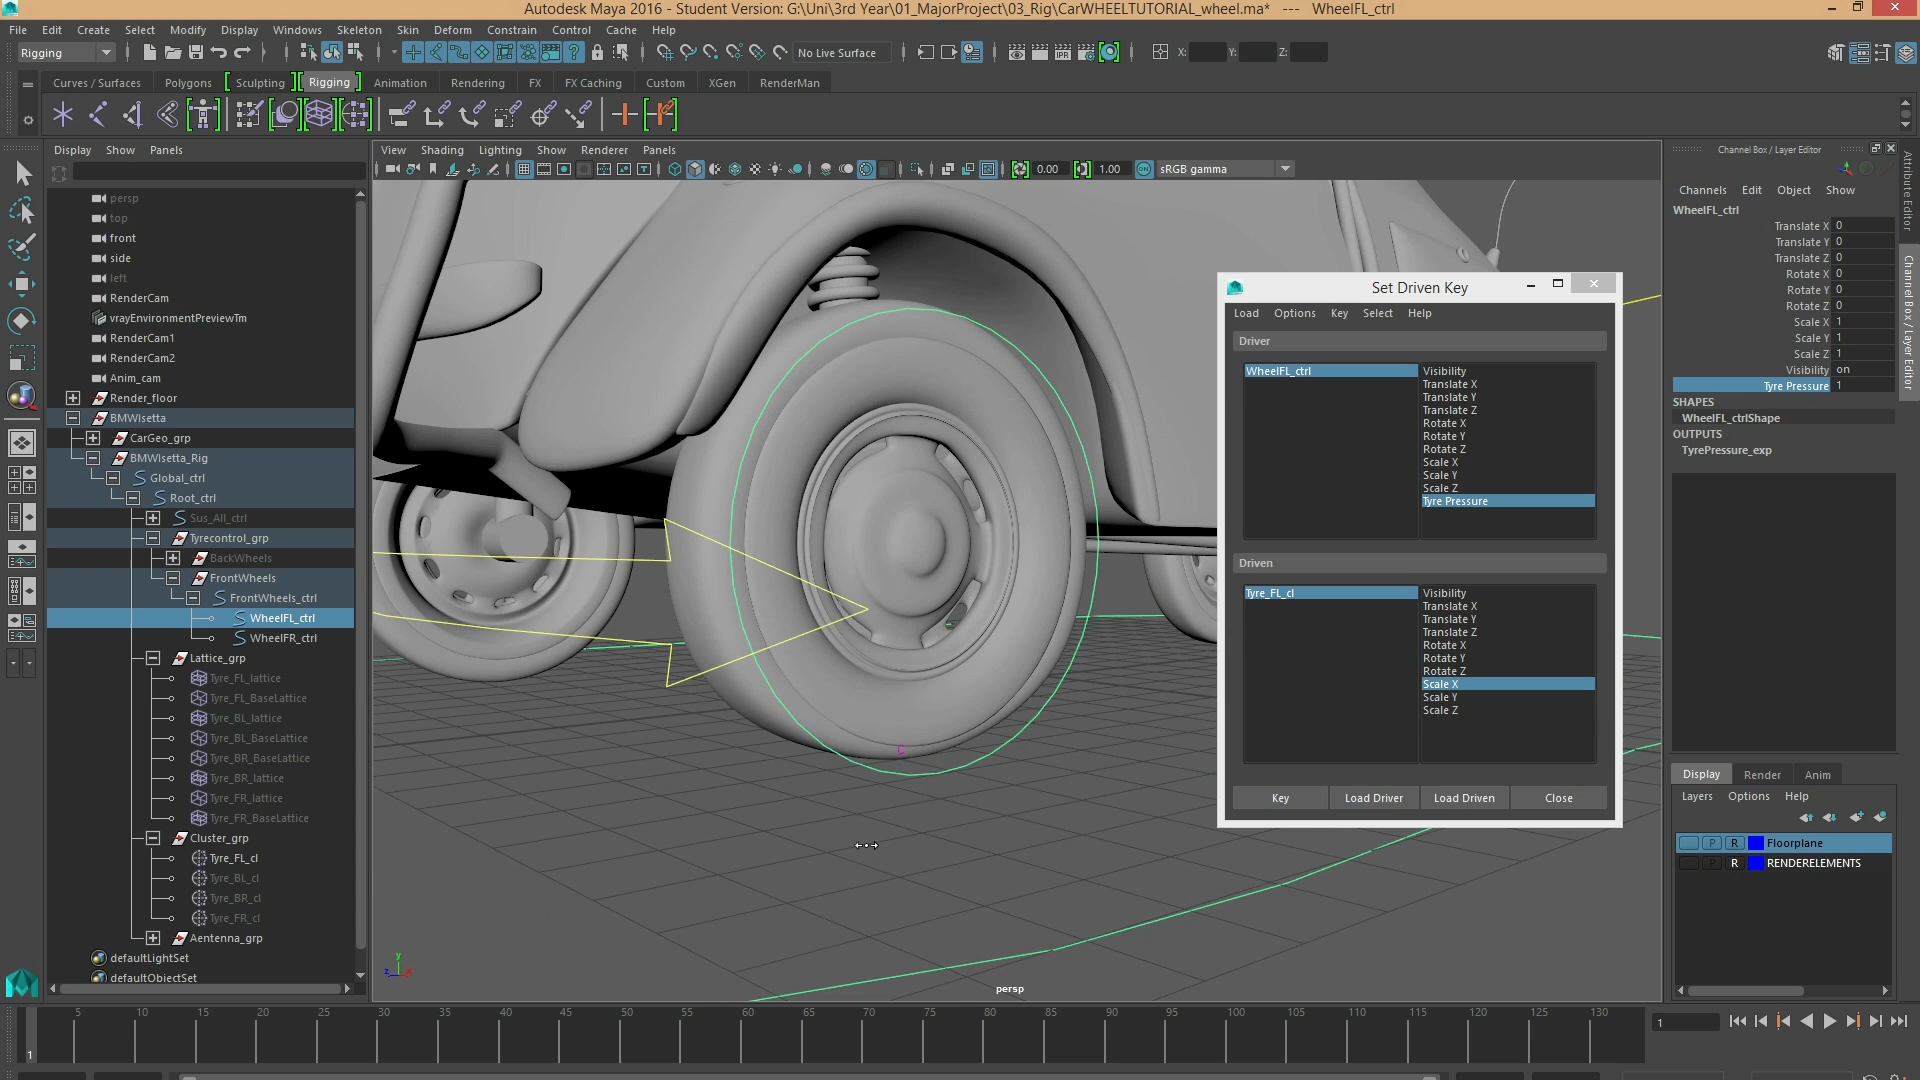 Autodesk Maya 2016 - Student Version: G:\Uni\3rd Year\01_MajorProject\03_Rig\CarWHEELTUTORIAL_wheel.ma* --- WheelFL_ctrl
File Edit Create Select Modify Display Windows Skeleton Skin Deform Constrain Control Cache Help
Rigging No Live Surface X: Y: Z:
Curves / Surfaces Polygons Sculpting Rigging Animation Rendering FX FX Caching Custom XGen RenderMan
Display Show Panels
View Shading Lighting Show Renderer Panels
0.00 1.00 sRGB gamma
persp
top
front
side
left
RenderCam
vrayEnvironmentPreviewTm
RenderCam1
RenderCam2
Anim_cam
Render_floor
BMWIsetta
CarGeo_grp
BMWIsetta_Rig
Global_ctrl
Root_ctrl
Sus_All_ctrl
Tyrecontrol_grp
BackWheels
FrontWheels
FrontWheels_ctrl
WheelFL_ctrl
WheelFR_ctrl
Lattice_grp
Tyre_FL_lattice
Tyre_FL_BaseLattice
Tyre_BL_lattice
Tyre_BL_BaseLattice
Tyre_BR_BaseLattice
Tyre_BR_lattice
Tyre_FR_lattice
Tyre_FR_BaseLattice
Cluster_grp
Tyre_FL_cl
Tyre_BL_cl
Tyre_BR_cl
Tyre_FR_cl
Aentenna_grp
defaultLightSet
defaultObjectSet
C
y
z x
persp
Set Driven Key
Load Options Key Select Help
Driver
WheelFL_ctrl
Visibility
Translate X
Translate Y
Translate Z
Rotate X
Rotate Y
Rotate Z
Scale X
Scale Y
Scale Z
Tyre Pressure
Driven
Tyre_FL_cl
Visibility
Translate X
Translate Y
Translate Z
Rotate X
Rotate Y
Rotate Z
Scale X
Scale Y
Scale Z
Key Load Driver Load Driven Close
Channel Box / Layer Editor
Channels Edit Object Show
WheelFL_ctrl
Translate X 0
Translate Y 0
Translate Z 0
Rotate X 0
Rotate Y 0
Rotate Z 0
Scale X 1
Scale Y 1
Scale Z 1
Visibility on
Tyre Pressure 1
SHAPES
WheelFL_ctrlShape
OUTPUTS
TyrePressure_exp
Attribute Editor
Channel Box / Layer Editor
Display Render Anim
Layers Options Help
P R Floorplane
P R RENDERELEMENTS
5 10 15 20 25 30 35 40 45 50 55 60 65 70 75 80 85 90 95 100 105 110 115 120 125 130
1
1